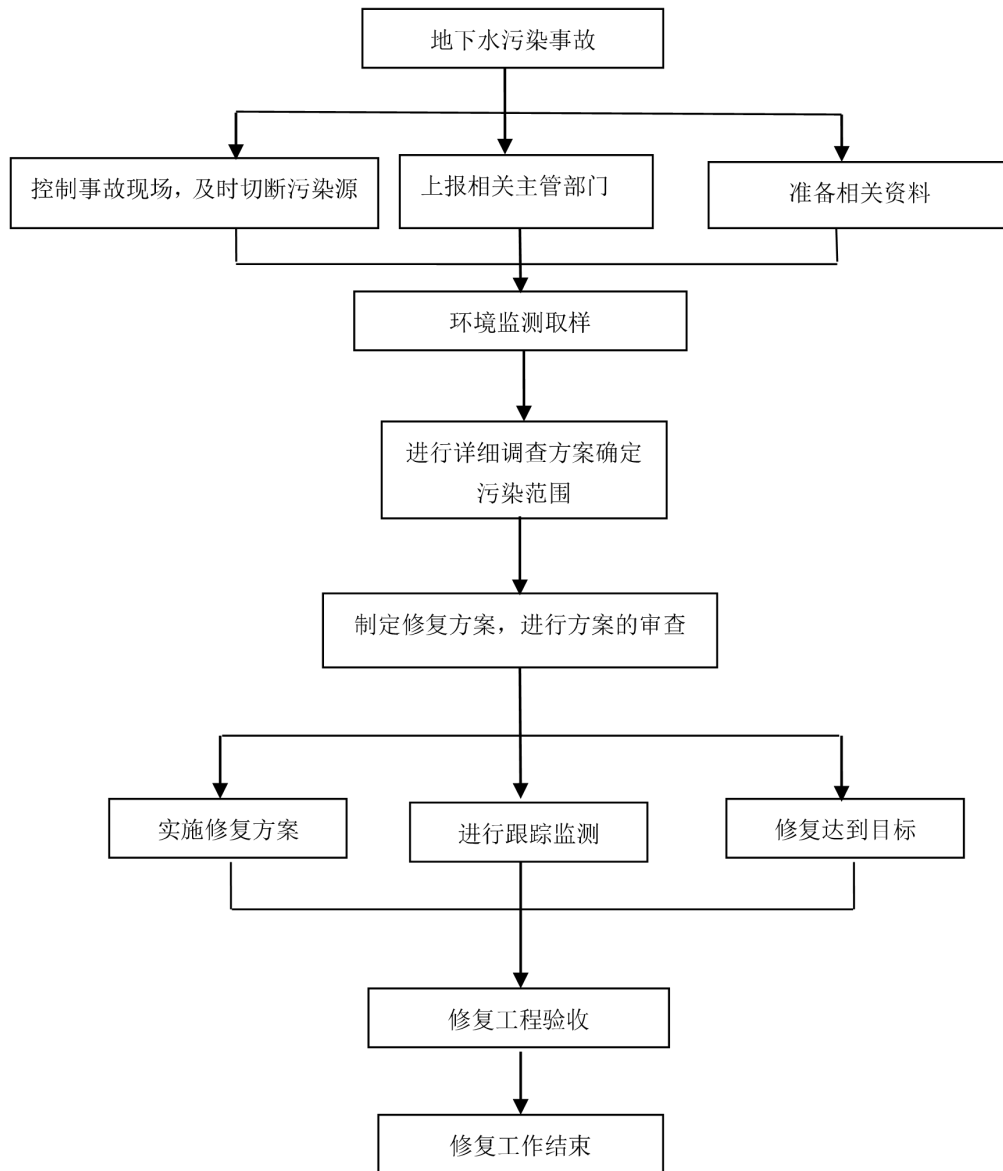 地下水污染事故
控制事故现场，及时切断污染源
上报相关主管部门
准备相关资料
环境监测取样
进行详细调查方案确定
污染范围
制定修复方案，进行方案的审查
实施修复方案
进行跟踪监测
修复达到目标
修复工程验收
修复工作结束